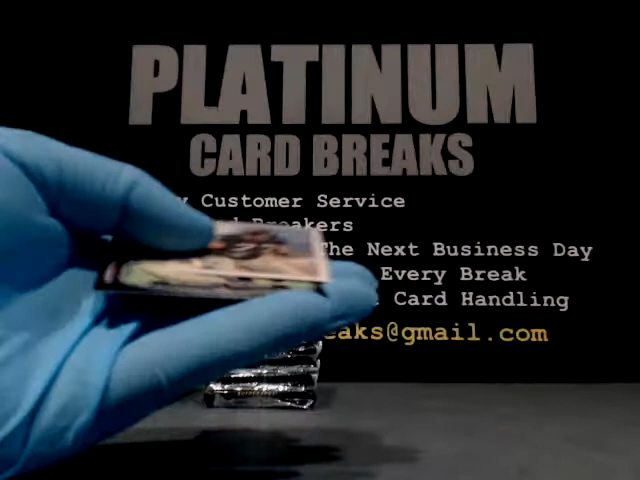 PLATINUM
CARD BREAKS
Customer Service
Breakers
The Next Business Day
Every Break
Card Handling
eaks@gmail.com